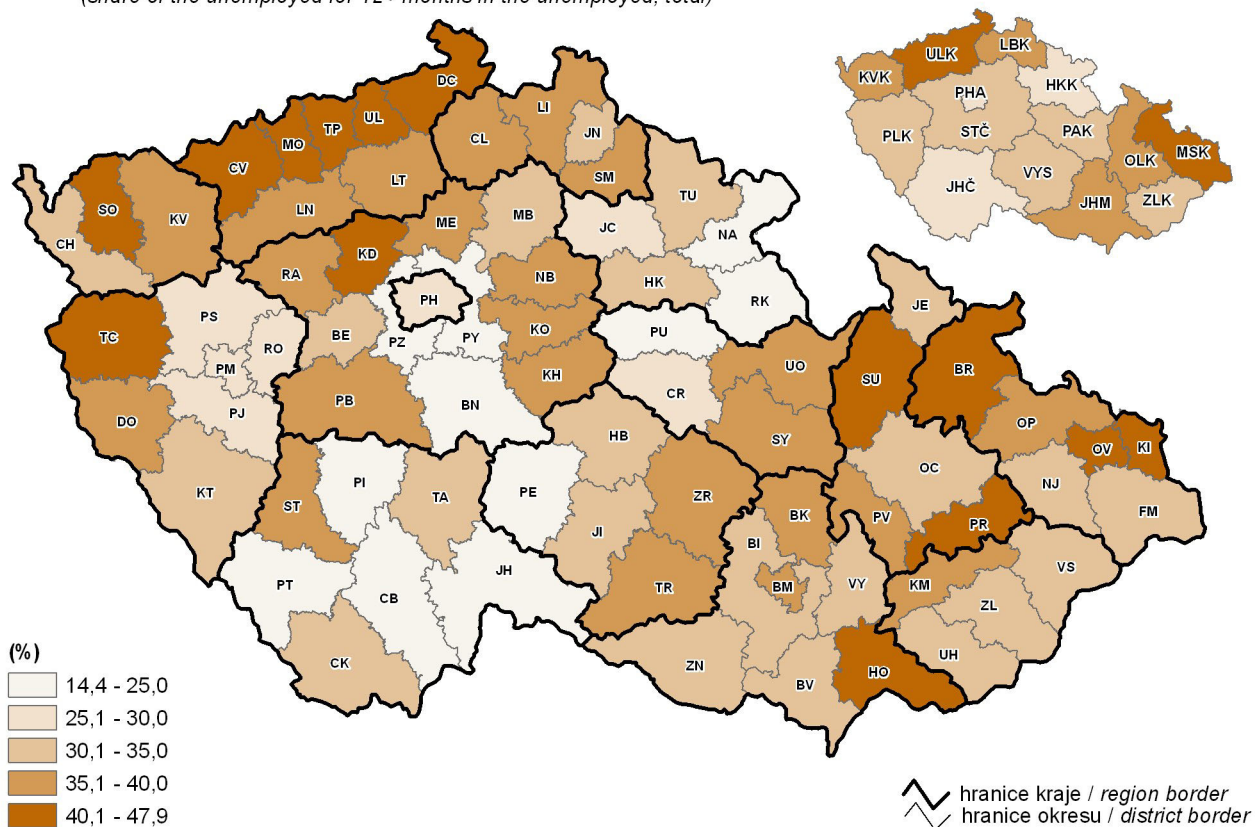 (share of the unemployed for 12+ months in the unemployed, total)
DC
ULK
LBK
KVK
HKK
PHA
LI
UL
TP
JN
MO
CL
STČ
PAK
PLK
MSK
CV
OLK
SM
LT
VYS
JHČ
TU
ZLK
JHM
SO
LN
MB
KV
ME
JC
NA
CH
KD
RA
NB
HK
PH
RK
JE
PS
KO
PU
TC
BE
PZ
PY
RO
PM
UO
BR
KH
SU
CR
PB
BN
PJ
DO
OP
HB
SY
OV
KI
OC
PI
NJ
KT
TA
PE
ZR
ST
FM
BK
PV
PR
JI
BI
VS
JH
PT
TR
BM
VY
KM
CB
ZL
UH
CK
ZN
HO
BV
(%)
14,4 - 25,0
25,1 - 30,0
30,1 - 35,0
35,1 - 40,0
40,1 - 47,9
hranice kraje / region border
hranice okresu / district border